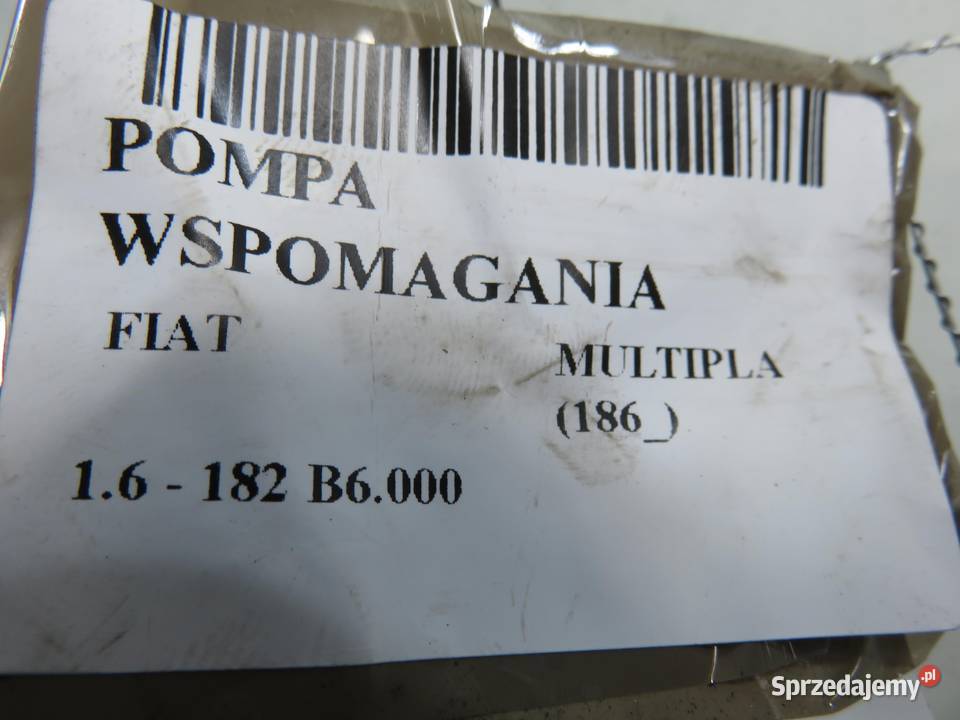 POMPA
WSPOMAGANIA
FIAT
MULTIPLA
(186_)
1.6 - 182 B6.000
Sprzedajemy.pl